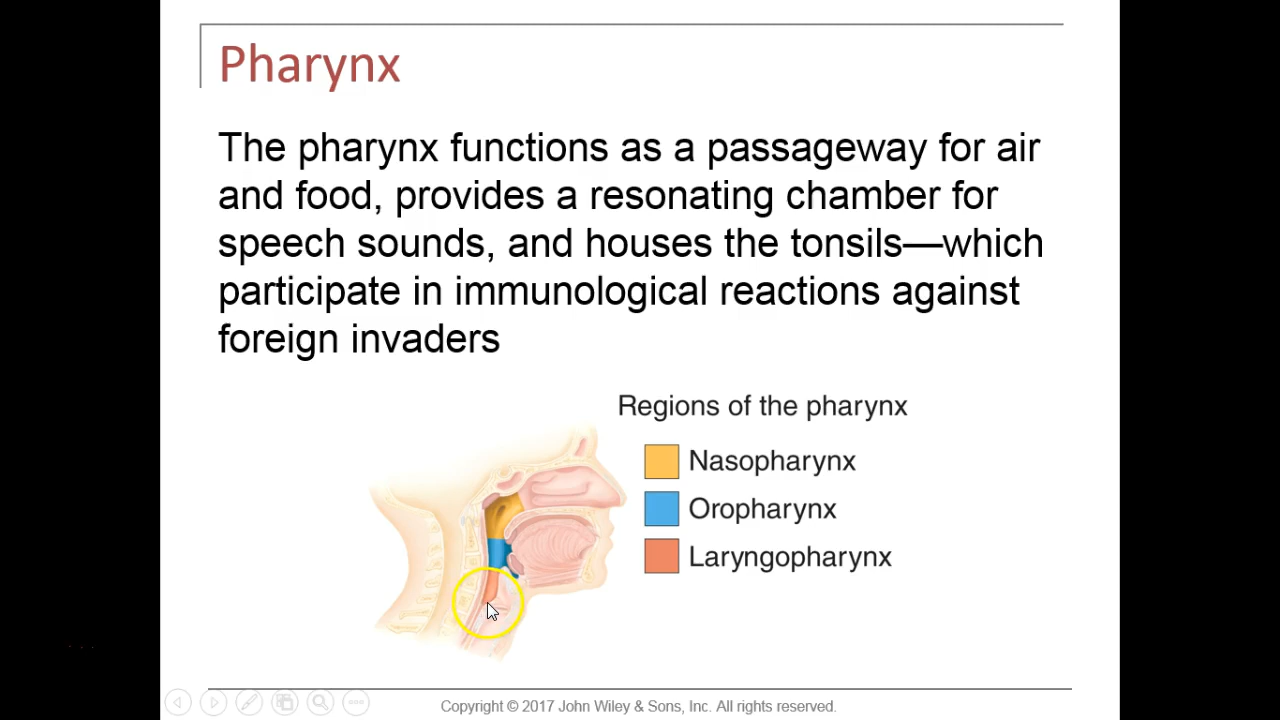 Pharynx
The pharynx functions as a passageway for air
and food, provides a resonating chamber for
speech sounds, and houses the tonsils—which
participate in immunological reactions against
foreign invaders
Regions of the pharynx
Nasopharynx
Oropharynx
Laryngopharynx
Copyright © 2017 John Wiley & Sons, Inc. All rights reserved.